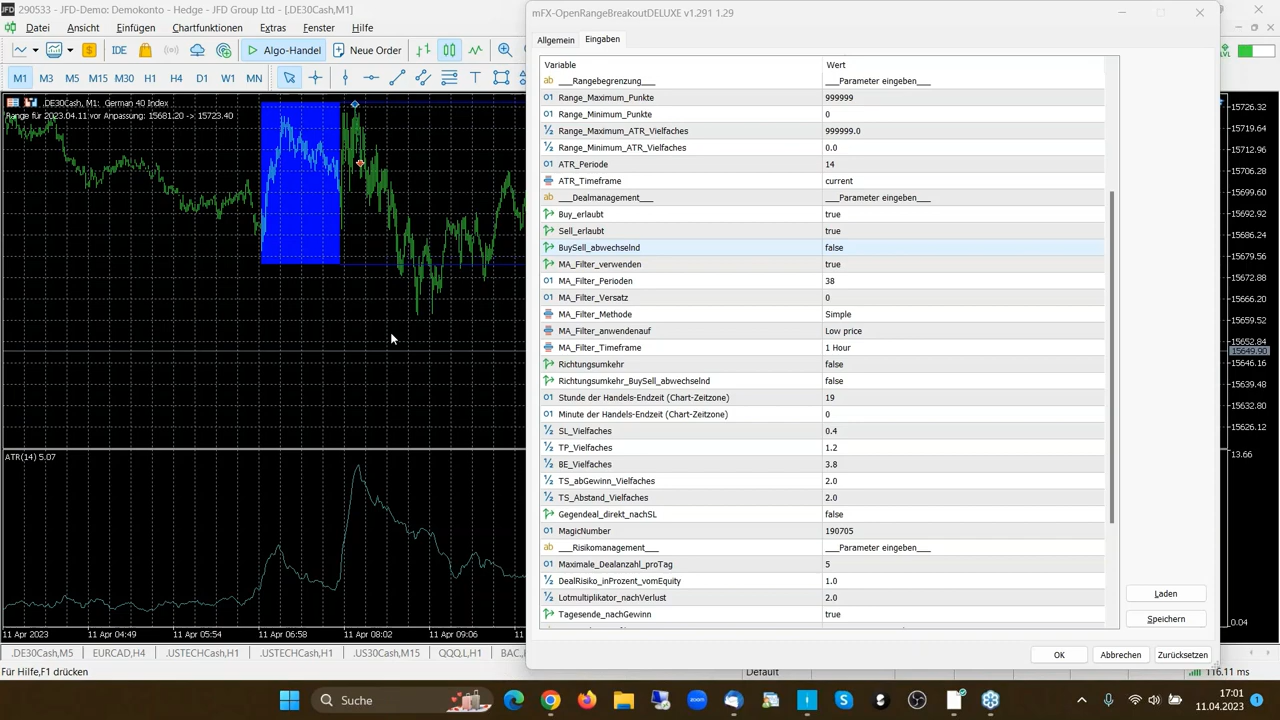 290533 - JFD-Demo: Demokonto - Hedge - JFD Group Ltd - [.DE30Cash,M1]
mFX-OpenRangeBreakoutDELUXE v1.291 1.29
Datei Ansicht Einfügen Chartfunktionen Extras Fenster Hilfe
IDE Algo-Handel Neue Order
M1 M3 M5 M15 M30 H1 H4 D1 W1 MN
.DE30Cash, M1: German 40 Index
Range für 2023.04.11 vor Anpassung: 15681.20 -> 15723.40
Allgemein Eingaben
Variable Wert
___Rangebegrenzung___ ___Parameter eingeben___
Range_Maximum_Punkte 999999
Range_Minimum_Punkte 0
Range_Maximum_ATR_Vielfaches 999999.0
Range_Minimum_ATR_Vielfaches 0.0
ATR_Periode 14
ATR_Timeframe current
___Dealmanagement___ ___Parameter eingeben___
Buy_erlaubt true
Sell_erlaubt true
BuySell_abwechselnd false
MA_Filter_verwenden true
MA_Filter_Perioden 38
MA_Filter_Versatz 0
MA_Filter_Methode Simple
MA_Filter_anwendenauf Low price
MA_Filter_Timeframe 1 Hour
Richtungsumkehr false
Richtungsumkehr_BuySell_abwechselnd false
Stunde der Handels-Endzeit (Chart-Zeitzone) 19
Minute der Handels-Endzeit (Chart-Zeitzone) 0
SL_Vielfaches 0.4
TP_Vielfaches 1.2
BE_Vielfaches 3.8
TS_abGewinn_Vielfaches 2.0
TS_Abstand_Vielfaches 2.0
Gegendeal_direkt_nachSL false
MagicNumber 190705
___Risikomanagement___ ___Parameter eingeben___
Maximale_Dealanzahl_proTag 5
DealRisiko_inProzent_vomEquity 1.0
Lotmultiplikator_nachVerlust 2.0
Tagesende_nachGewinn true
Laden
Speichern
OK Abbrechen Zurücksetzen
15726.32
15719.64
15712.96
15706.28
15699.60
15692.92
15686.24
15679.56
15672.88
15666.20
15659.52
15652.84
15649.90
15646.16
15639.48
15632.80
15626.12
13.66
0.04
ATR(14) 5.07
11 Apr 2023 11 Apr 04:49 11 Apr 05:54 11 Apr 06:58 11 Apr 08:02 11 Apr 09:06
.DE30Cash,M5 EURCAD,H4 .USTECHCash,H1 .USTECHCash,H1 .US30Cash,M15 QQQ.L,H1
Für Hilfe,F1 drücken
Default
116.11 ms
Suche
17:01
11.04.2023